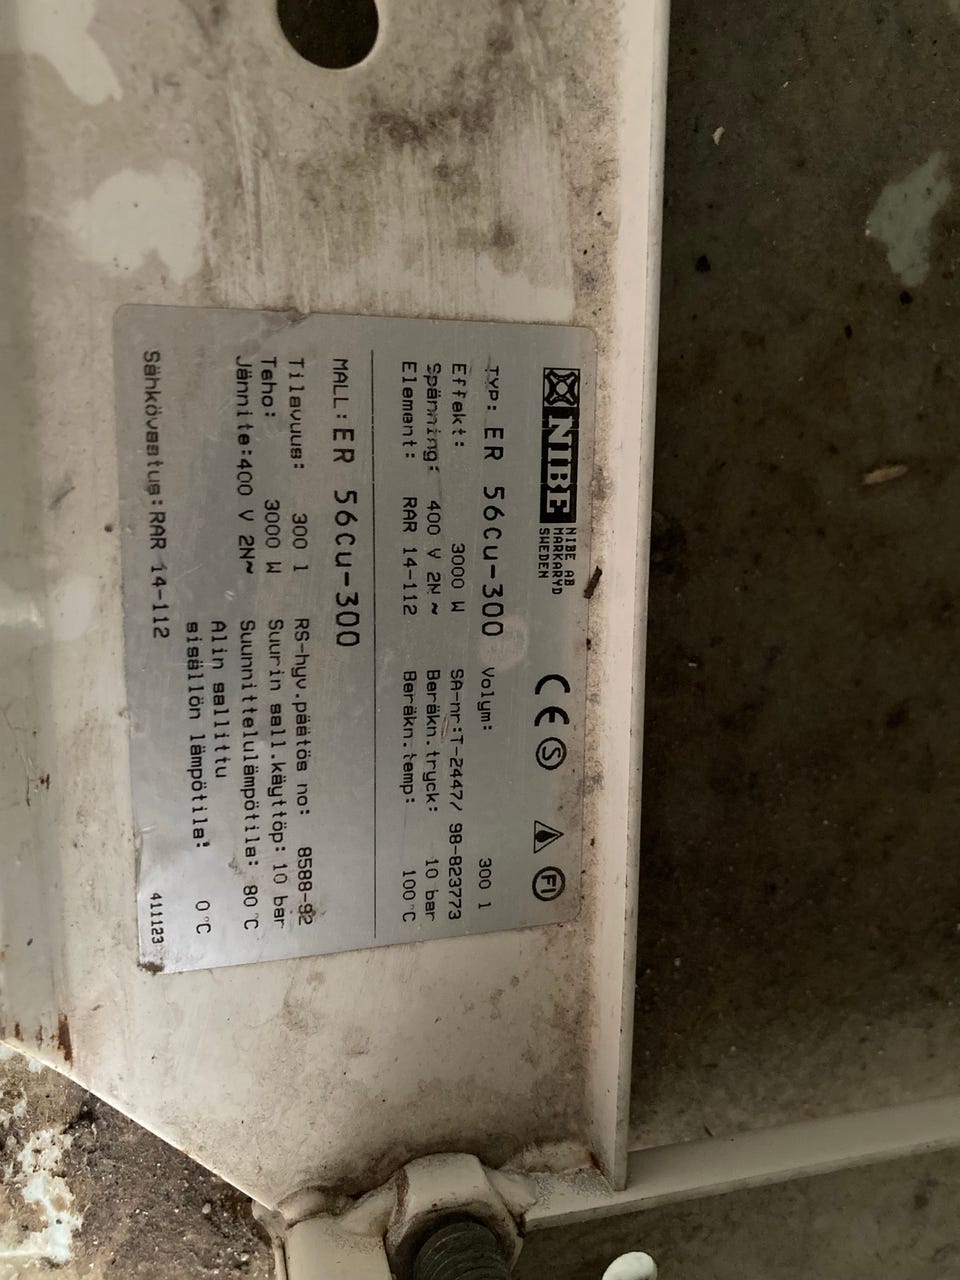 NIBE
NIBE AB
MARKARYD
SWEDEN
CE S FI
TYP: ER 56Cu-300 Volym: 300 l
Effekt: 3000 W SA-nr:T-2447/ 98-823773
Spänning: 400 V 2N ~ Beräkn.tryck: 10 bar
Element: RAR 14-112 Beräkn.temp: 100 °C
MALL: ER 56Cu-300
Tilavuus: 300 l RS-hyv.päätös no: 8588-92
Teho: 3000 W Suurin sall.käyttöp: 10 bar
Jännite:400 V 2N~ Suunnittelulämpötila: 80 °C
Alin sallittu
sisällön lämpötila: 0 °C
Sähkövastus:RAR 14-112
411123